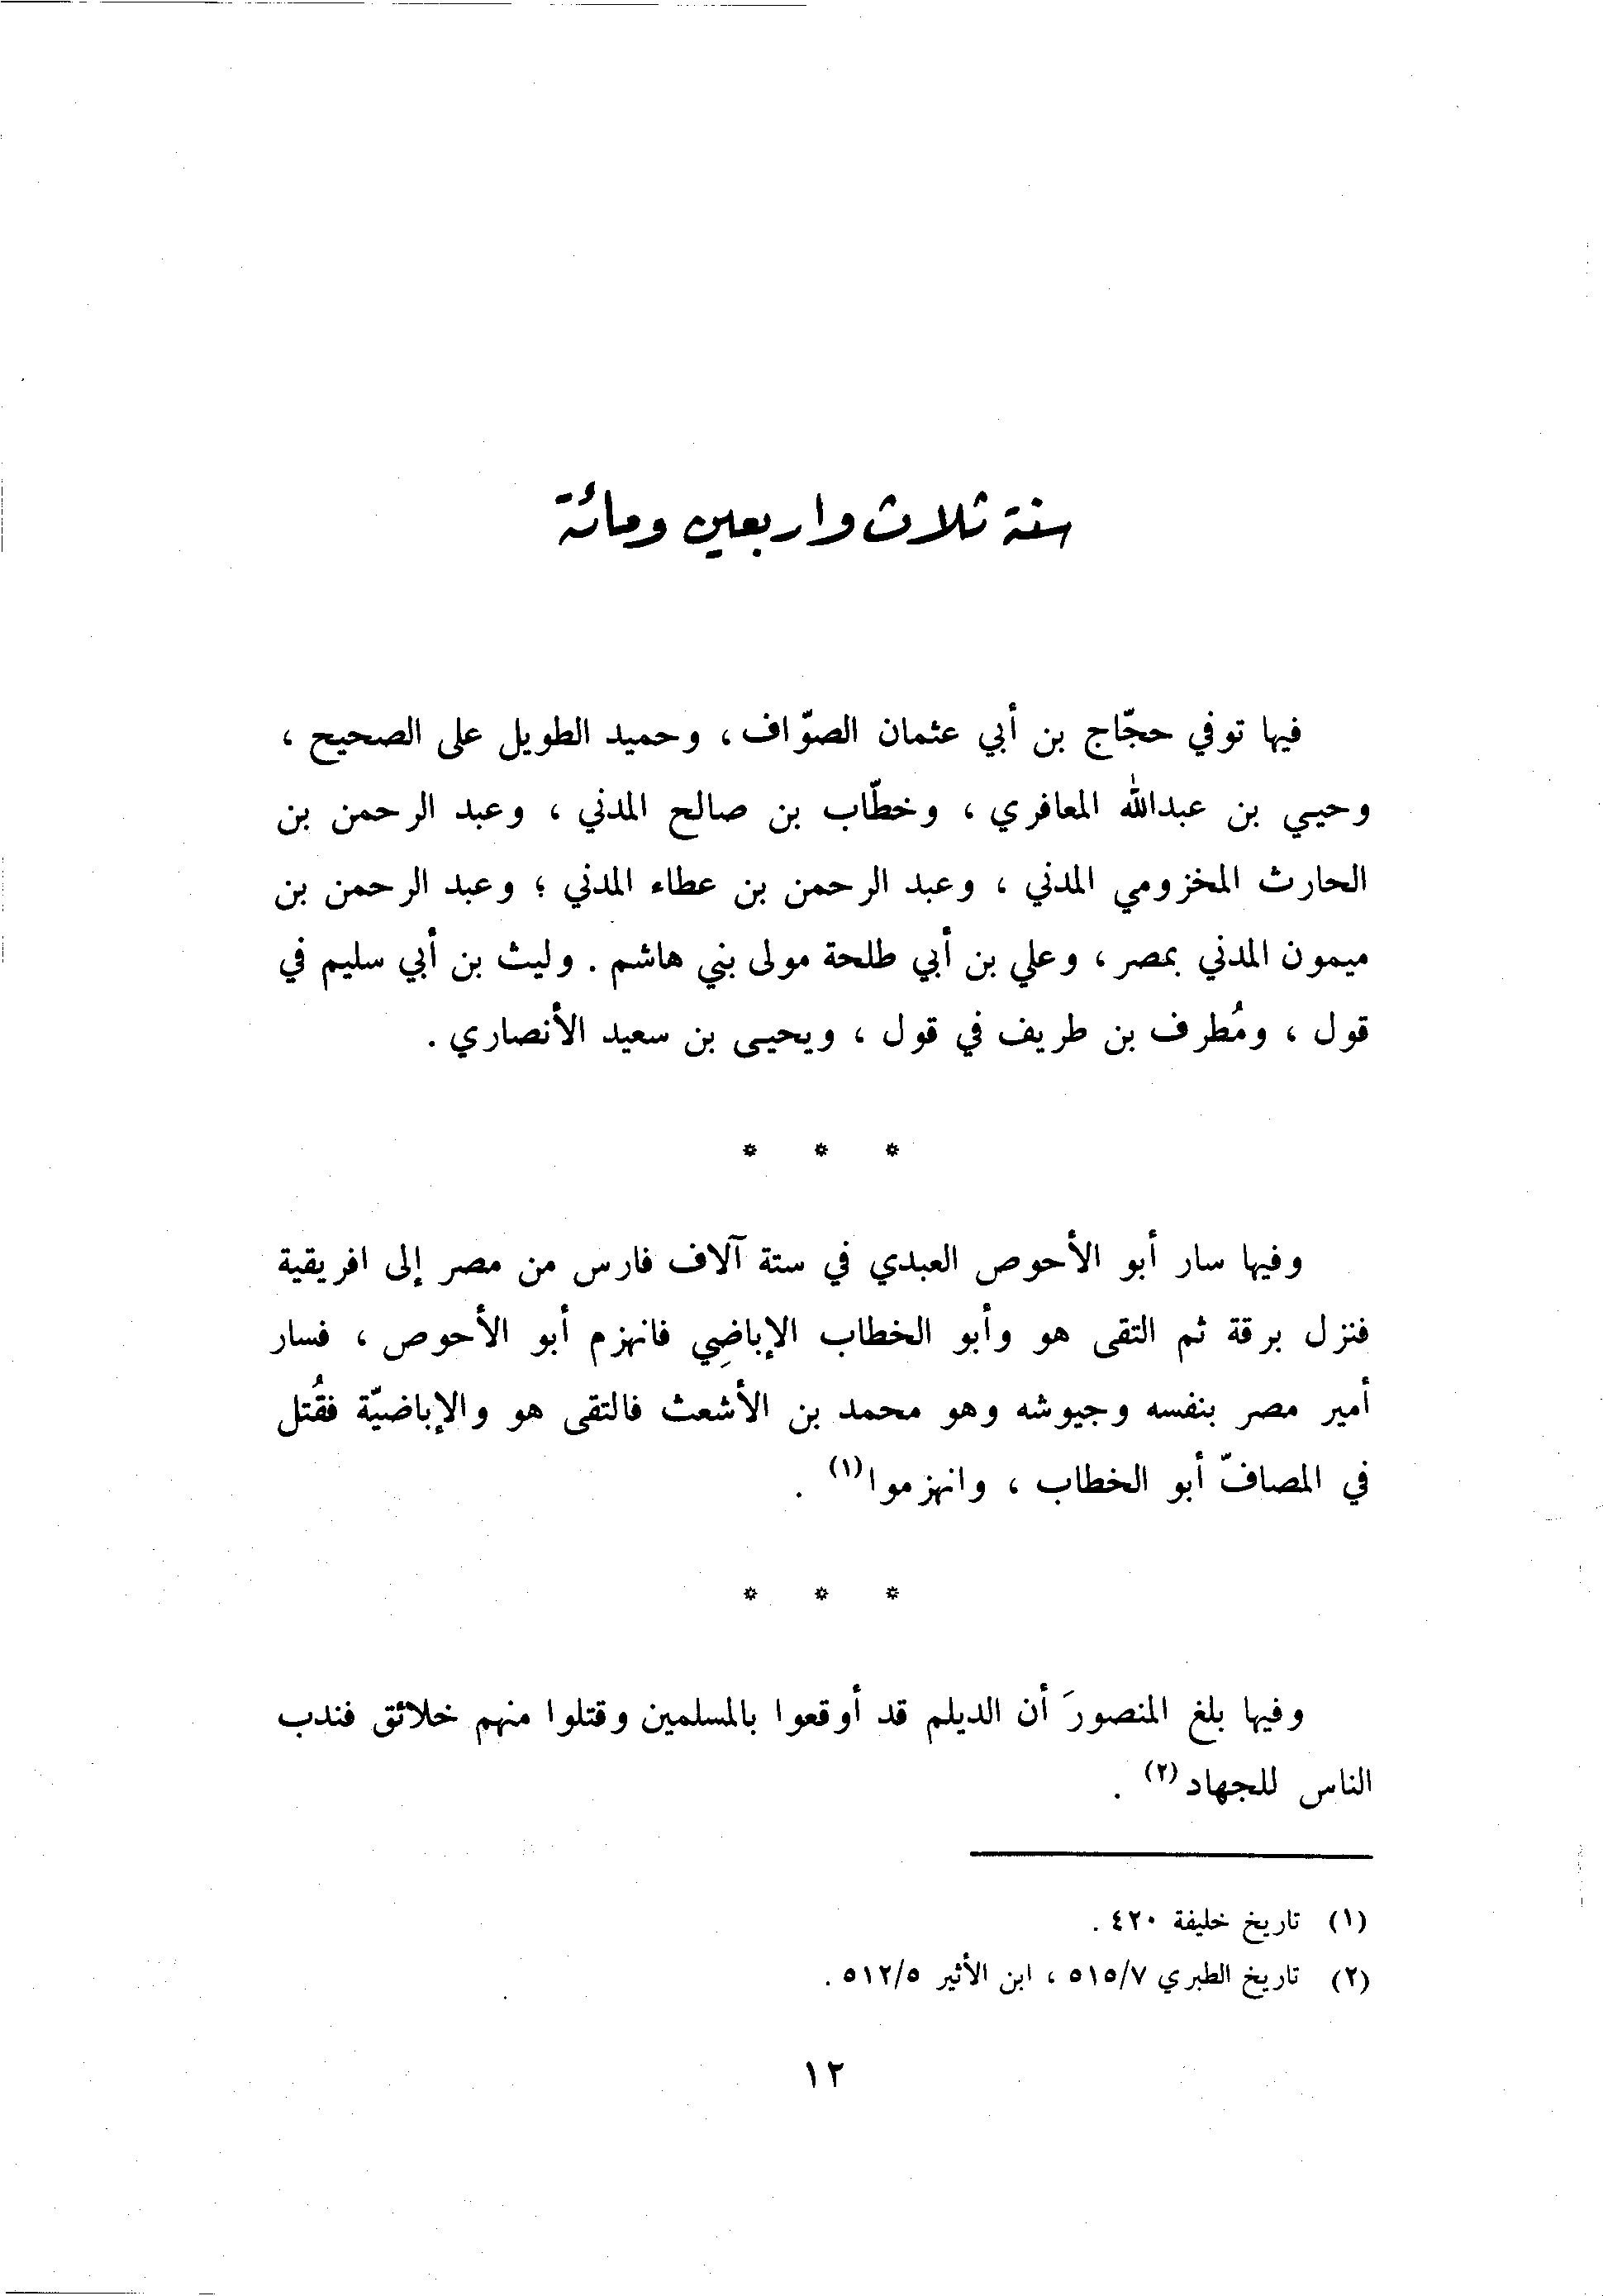 سنة ثلاث واربعين ومائة
فيها توفي حجّاج بن أبي عثمان الصوّاف ، وحميد الطويل على الصحيح ،
وحيـي بن عبدالله المعافري ، وخطّاب بن صالح المدني ، وعبد الرحمن بن
الحارث المخزومي المدني ، وعبد الرحمن بن عطاء المدني ؛ وعبد الرحمن بن
ميمون المدني بمصر ، وعلي بن أبي طلحة مولى بني هاشم . وليث بن أبي سليم في
قول ، ومُطرف بن طريف في قول ، ويحيـى بن سعيد الأنصاري .
* * *
وفيها سار أبو الأحوص العبدي في ستة آلاف فارس من مصر إلى افريقية
فنزل برقة ثم التقى هو وأبو الخطاب الإباضِي فانهزم أبو الأحوص ، فسار
أمير مصر بنفسه وجيوشه وهو محمد بن الأشعث فالتقى هو والإباضيّة فقُتل
في المصافّ أبو الخطاب ، وانهزموا(١) .
* * *
وفيها بلغ المنصورَ أن الديلم قد أوقعوا بالمسلمين وقتلوا منهم خلائق فندب
الناس للجهاد(٢) .
(١) تاريخ خليفة ٤٢٠ .
(٢) تاريخ الطبري ٥١٥/٧ ، ابن الأثير ٥١٢/٥ .
١٢